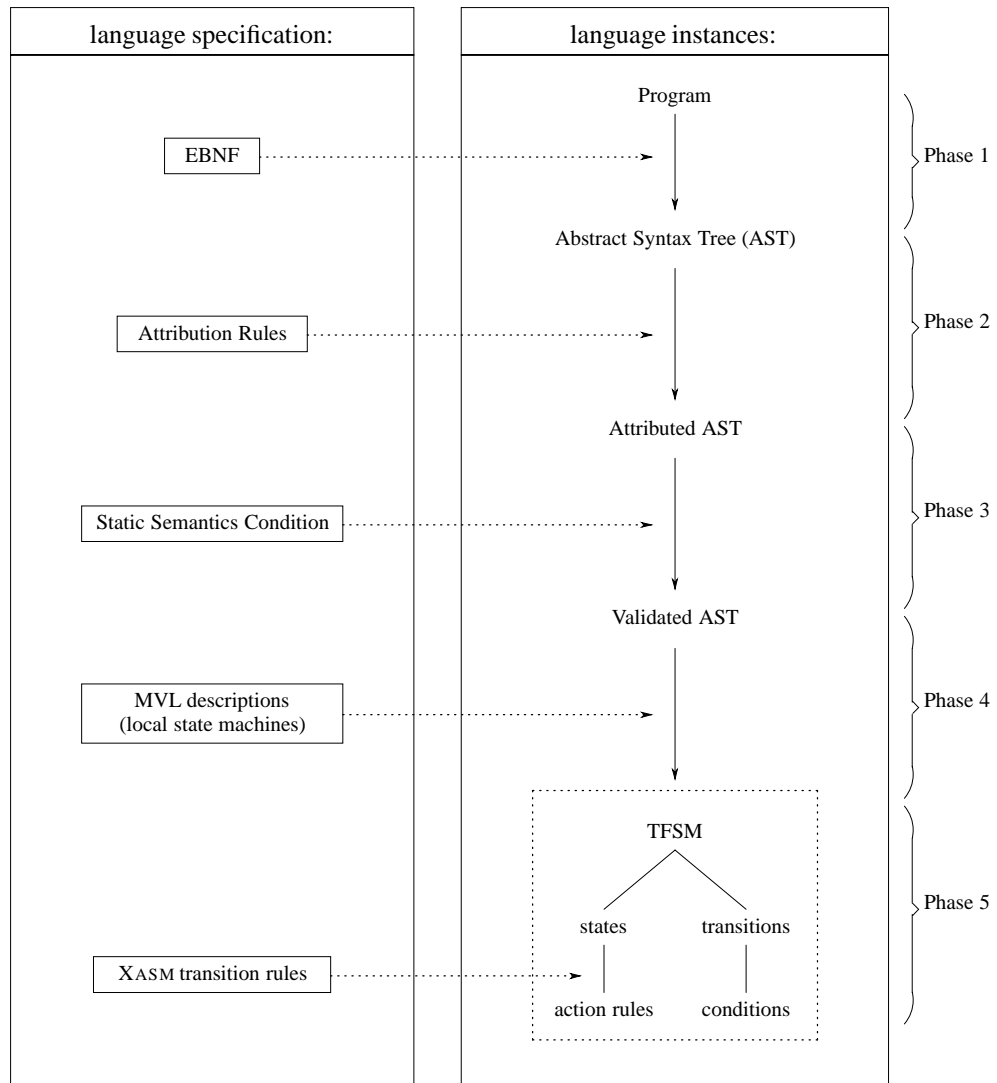 language specification:
language instances:
Program
EBNF
Phase 1
Abstract Syntax Tree (AST)
Attribution Rules
Phase 2
Attributed AST
Static Semantics Condition
Phase 3
Validated AST
MVL descriptions
(local state machines)
Phase 4
TFSM
Phase 5
states
transitions
XASM transition rules
action rules
conditions